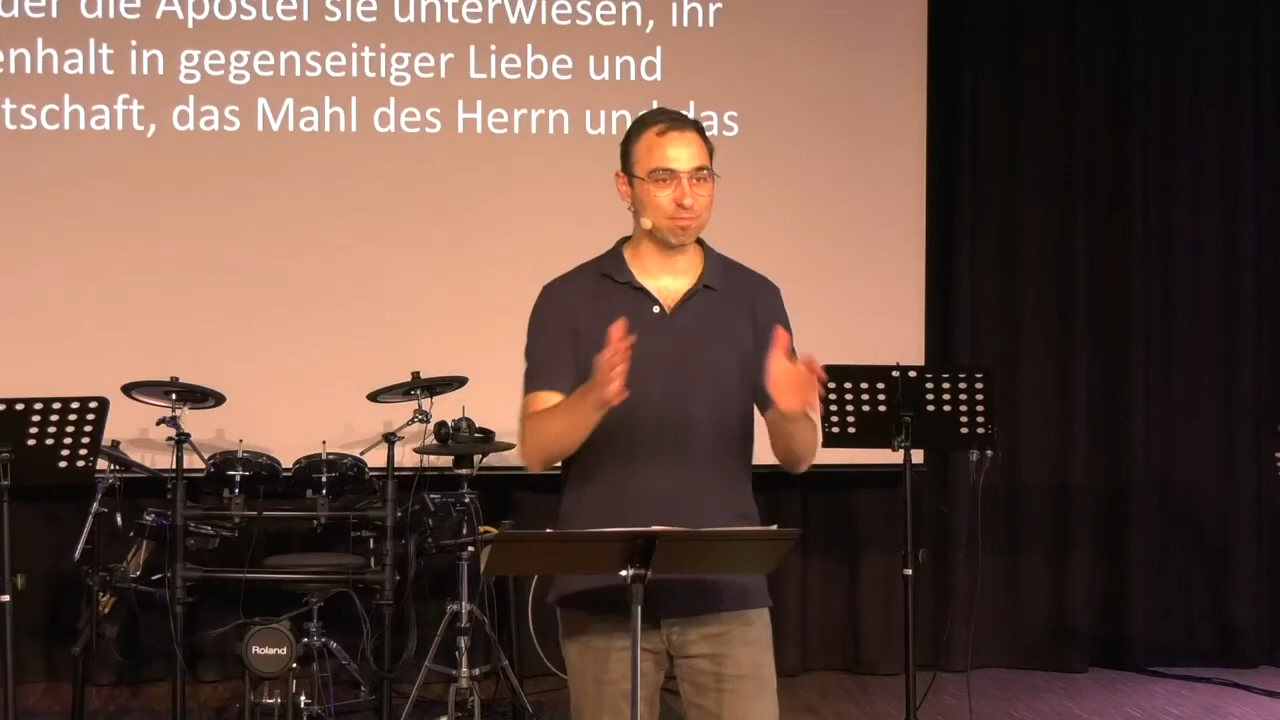 der die Apostel sie unterwiesen, ihr
enhalt in gegenseitiger Liebe und
tschaft, das Mahl des Herrn und das
Roland